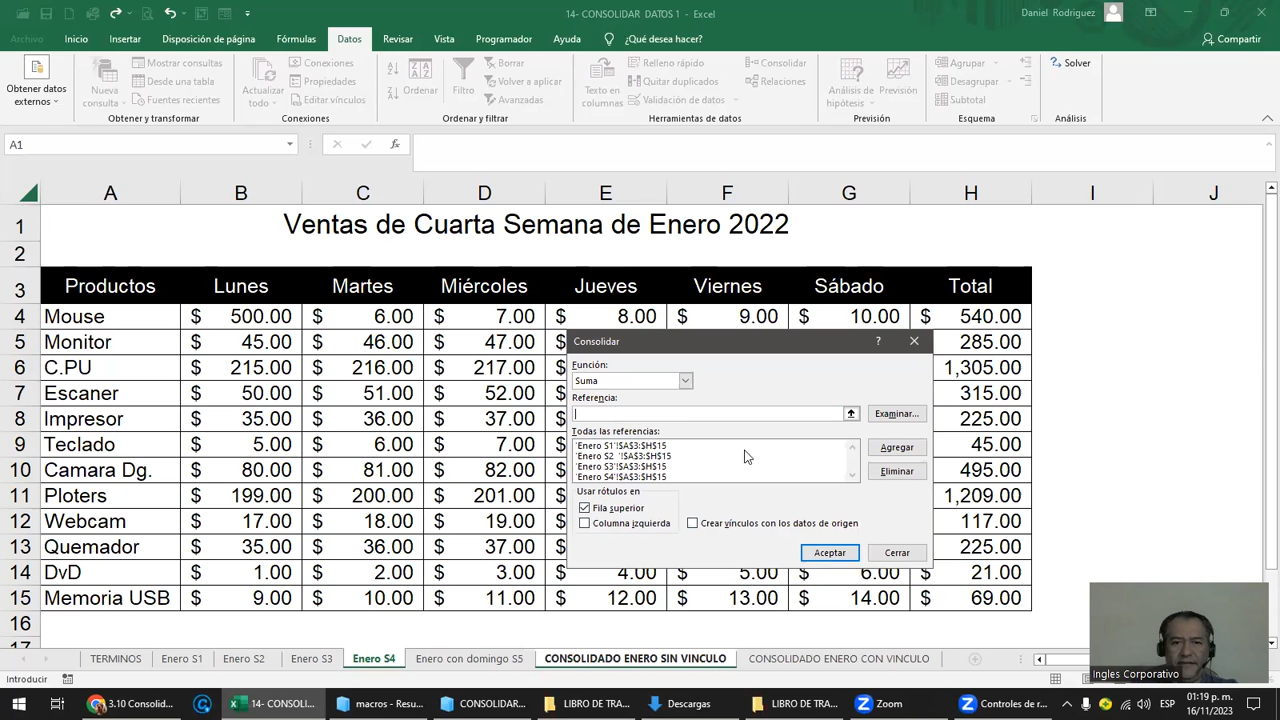 14- CONSOLIDAR DATOS 1 - Excel
Daniel Rodriguez
Archivo Inicio Insertar Disposición de página Fórmulas Datos Revisar Vista Programador Ayuda ¿Qué desea hacer? Compartir
Obtener datos externos
Nueva consulta
Mostrar consultas
Desde una tabla
Fuentes recientes
Obtener y transformar
Actualizar todo
Conexiones
Propiedades
Editar vínculos
Conexiones
Ordenar
Filtro
Borrar
Volver a aplicar
Avanzadas
Ordenar y filtrar
Texto en columnas
Relleno rápido
Quitar duplicados
Validación de datos
Consolidar
Relaciones
Herramientas de datos
Análisis de hipótesis
Previsión
Previsión
Agrupar
Desagrupar
Subtotal
Esquema
Solver
Análisis
A1
fx
A B C D E F G H I J
1 Ventas de Cuarta Semana de Enero 2022
2
3 Productos Lunes Martes Miércoles Jueves Viernes Sábado Total
4 Mouse $ 500.00 $ 6.00 $ 7.00 $ 8.00 $ 9.00 $ 10.00 $ 540.00
5 Monitor $ 45.00 $ 46.00 $ 47.00 $ 285.00
6 C.PU $ 215.00 $ 216.00 $ 217.00 $ 1,305.00
7 Escaner $ 50.00 $ 51.00 $ 52.00 $ 315.00
8 Impresor $ 35.00 $ 36.00 $ 37.00 $ 225.00
9 Teclado $ 5.00 $ 6.00 $ 7.00 $ 45.00
10 Camara Dg. $ 80.00 $ 81.00 $ 82.00 $ 495.00
11 Ploters $ 199.00 $ 200.00 $ 201.00 $ 1,209.00
12 Webcam $ 17.00 $ 18.00 $ 19.00 $ 117.00
13 Quemador $ 35.00 $ 36.00 $ 37.00 $ 225.00
14 DvD $ 1.00 $ 2.00 $ 3.00 $ 4.00 $ 5.00 $ 6.00 $ 21.00
15 Memoria USB $ 9.00 $ 10.00 $ 11.00 $ 12.00 $ 13.00 $ 14.00 $ 69.00
16
17
Consolidar ?
Función:
Suma
Referencia:
Examinar...
Todas las referencias:
'Enero S1'!$A$3:$H$15
'Enero S2 '!$A$3:$H$15
'Enero S3'!$A$3:$H$15
'Enero S4'!$A$3:$H$15
Agregar
Eliminar
Usar rótulos en
Fila superior
Columna izquierda
Crear vínculos con los datos de origen
Aceptar Cerrar
Ingles Corporativo
TERMINOS Enero S1 Enero S2 Enero S3 Enero S4 Enero con domingo S5 CONSOLIDADO ENERO SIN VINCULO CONSOLIDADO ENERO CON VINCULO
Introducir
3.10 Consolid... 14- CONSOLI... macros - Resu... CONSOLIDAR... LIBRO DE TRA... Descargas LIBRO DE TRA... Zoom Controles de r... ESP
01:19 p. m.
16/11/2023